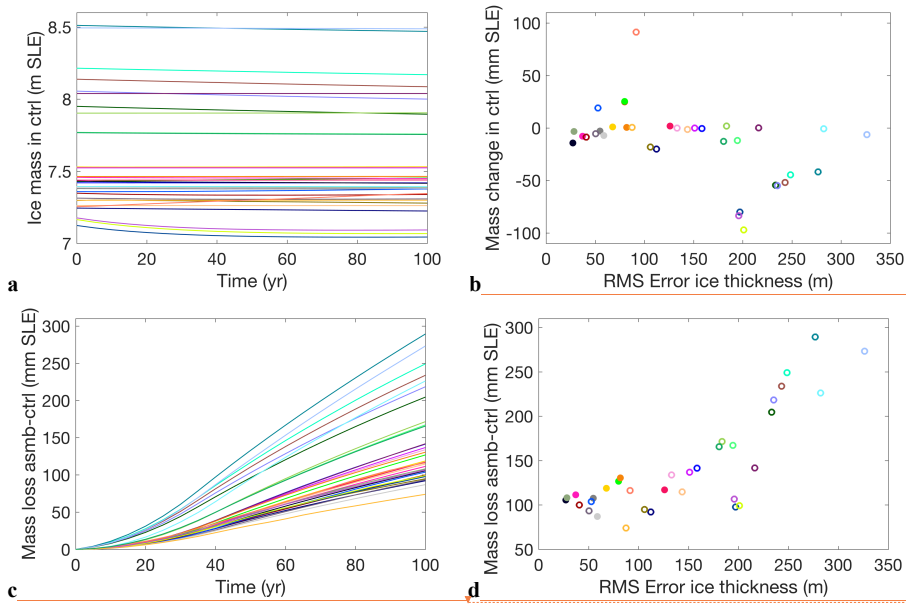 8.5
8
7.5
7
Ice mass in ctrl (m SLE)
0 20 40 60 80 100
Time (yr)
a
100
50
0
-50
-100
Mass change in ctrl (mm SLE)
0 50 100 150 200 250 300 350
RMS Error ice thickness (m)
b
300
250
200
150
100
50
0
Mass loss asmb-ctrl (mm SLE)
0 20 40 60 80 100
Time (yr)
c
300
250
200
150
100
50
Mass loss asmb-ctrl (mm SLE)
0 50 100 150 200 250 300 350
RMS Error ice thickness (m)
d